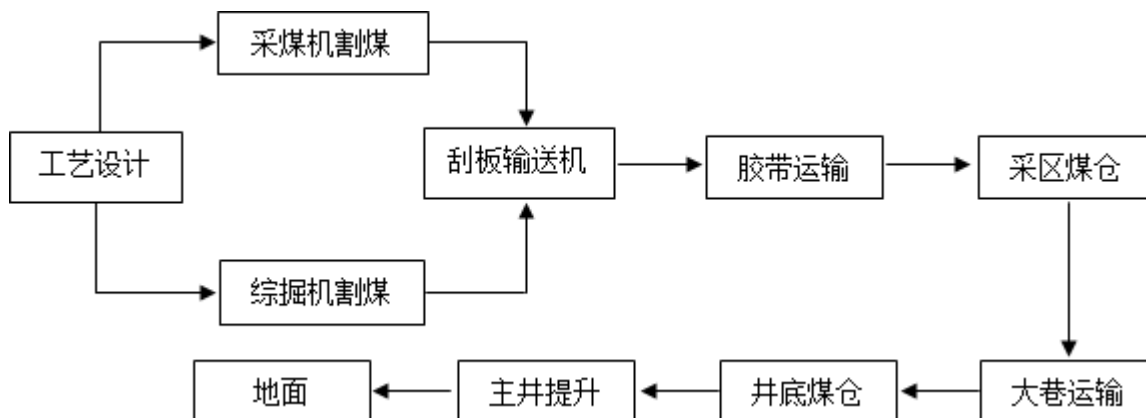 采煤机割煤
工艺设计
刮板输送机
胶带运输
采区煤仓
综掘机割煤
地面
主井提升
井底煤仓
大巷运输